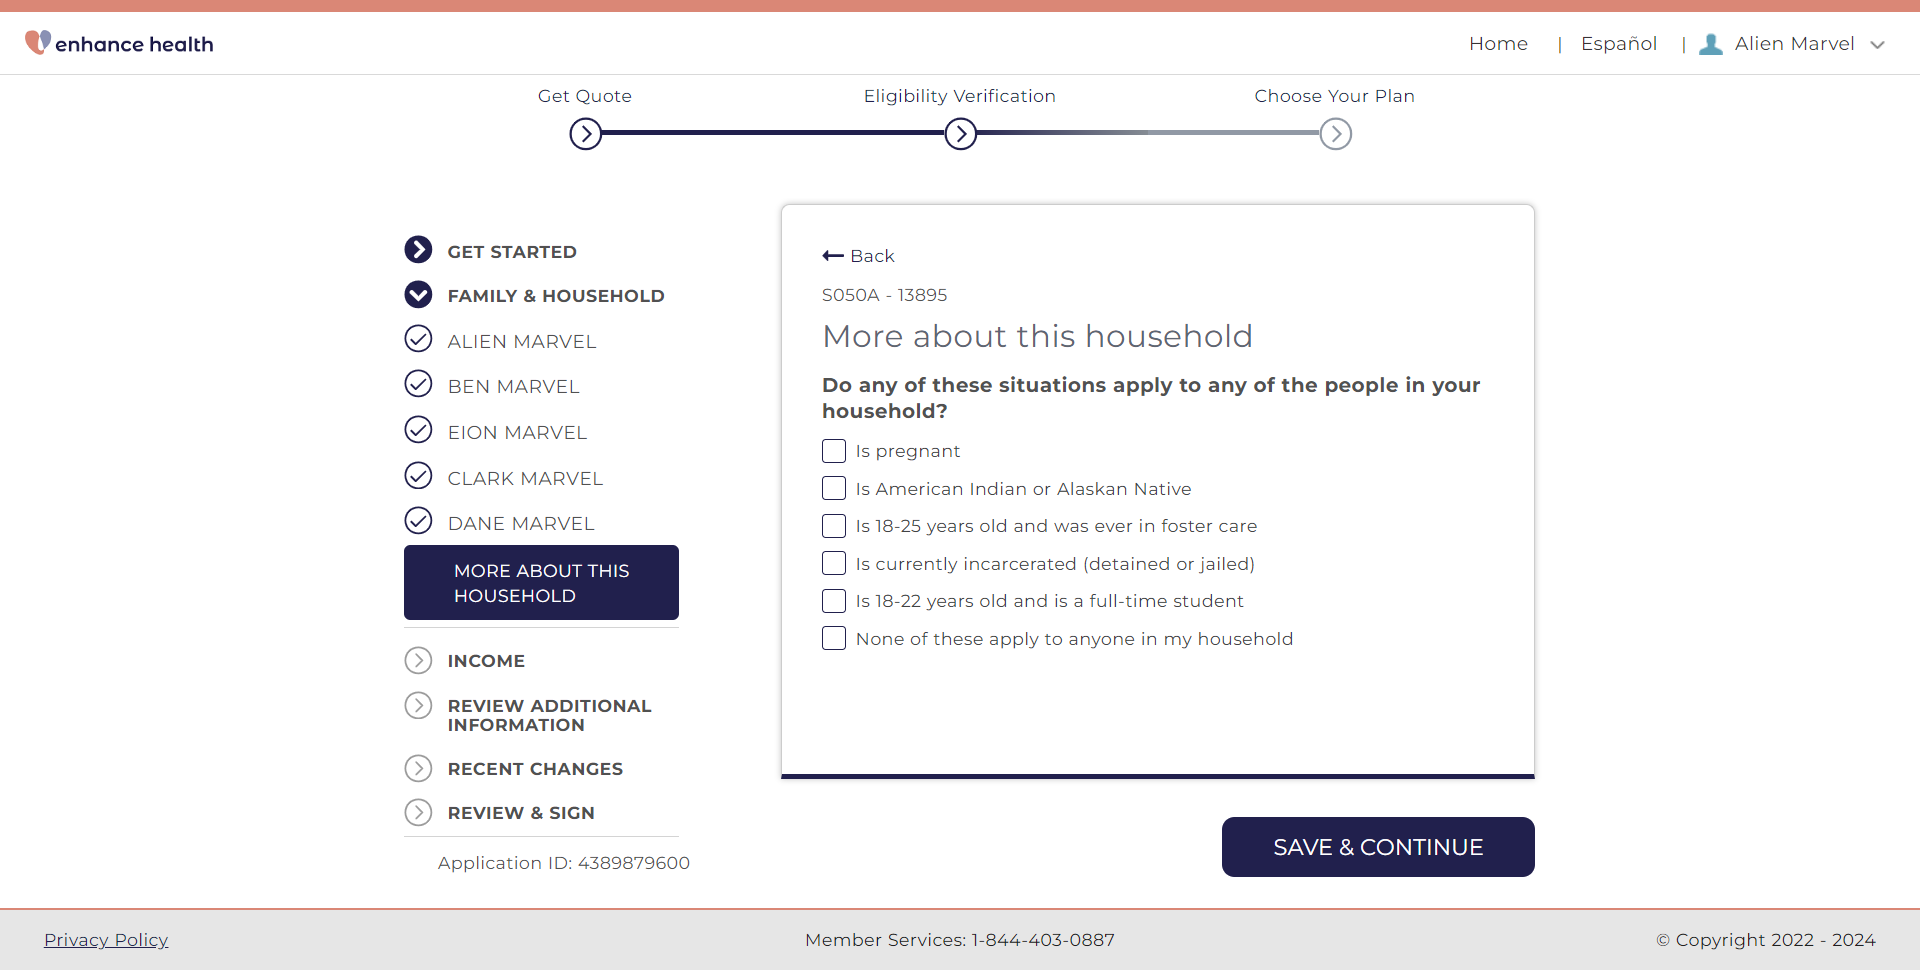 enhance health
Home | Español | Alien Marvel
Get Quote
Eligibility Verification
Choose Your Plan
GET STARTED
FAMILY & HOUSEHOLD
ALIEN MARVEL
BEN MARVEL
EION MARVEL
CLARK MARVEL
DANE MARVEL
MORE ABOUT THIS
HOUSEHOLD
INCOME
REVIEW ADDITIONAL
INFORMATION
RECENT CHANGES
REVIEW & SIGN
Application ID: 4389879600
Back
S050A - 13895
More about this household
Do any of these situations apply to any of the people in your
household?
Is pregnant
Is American Indian or Alaskan Native
Is 18-25 years old and was ever in foster care
Is currently incarcerated (detained or jailed)
Is 18-22 years old and is a full-time student
None of these apply to anyone in my household
SAVE & CONTINUE
Privacy Policy
Member Services: 1-844-403-0887
© Copyright 2022 - 2024